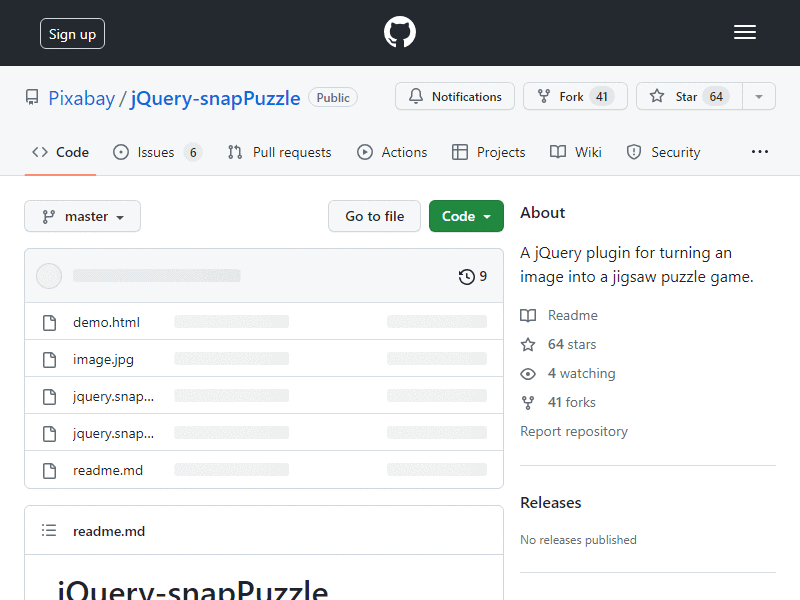 Sign up
Pixabay / jQuery-snapPuzzle Public
Notifications
Fork 41
Star 64
Code
Issues 6
Pull requests
Actions
Projects
Wiki
Security
master
Go to file
Code
9
demo.html
image.jpg
jquery.snap...
jquery.snap...
readme.md
readme.md
jQuery-snapPuzzle
About
A jQuery plugin for turning an
image into a jigsaw puzzle game.
Readme
64 stars
4 watching
41 forks
Report repository
Releases
No releases published